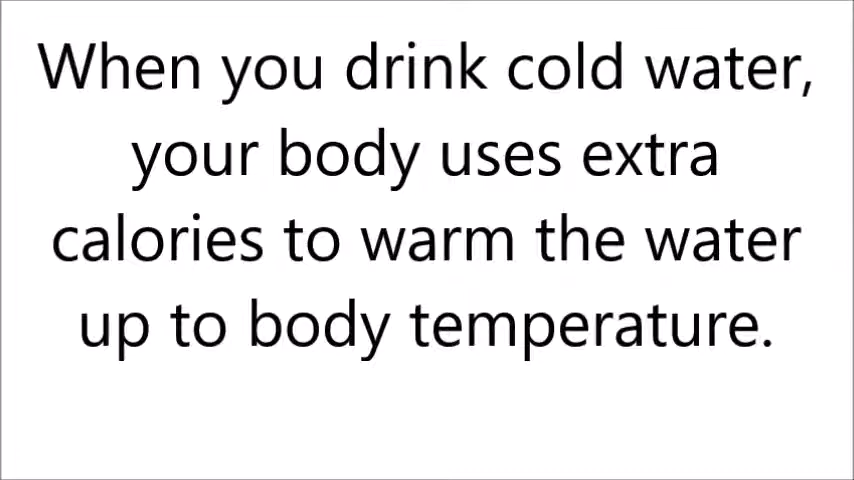 When you drink cold water,
your body uses extra
calories to warm the water
up to body temperature.